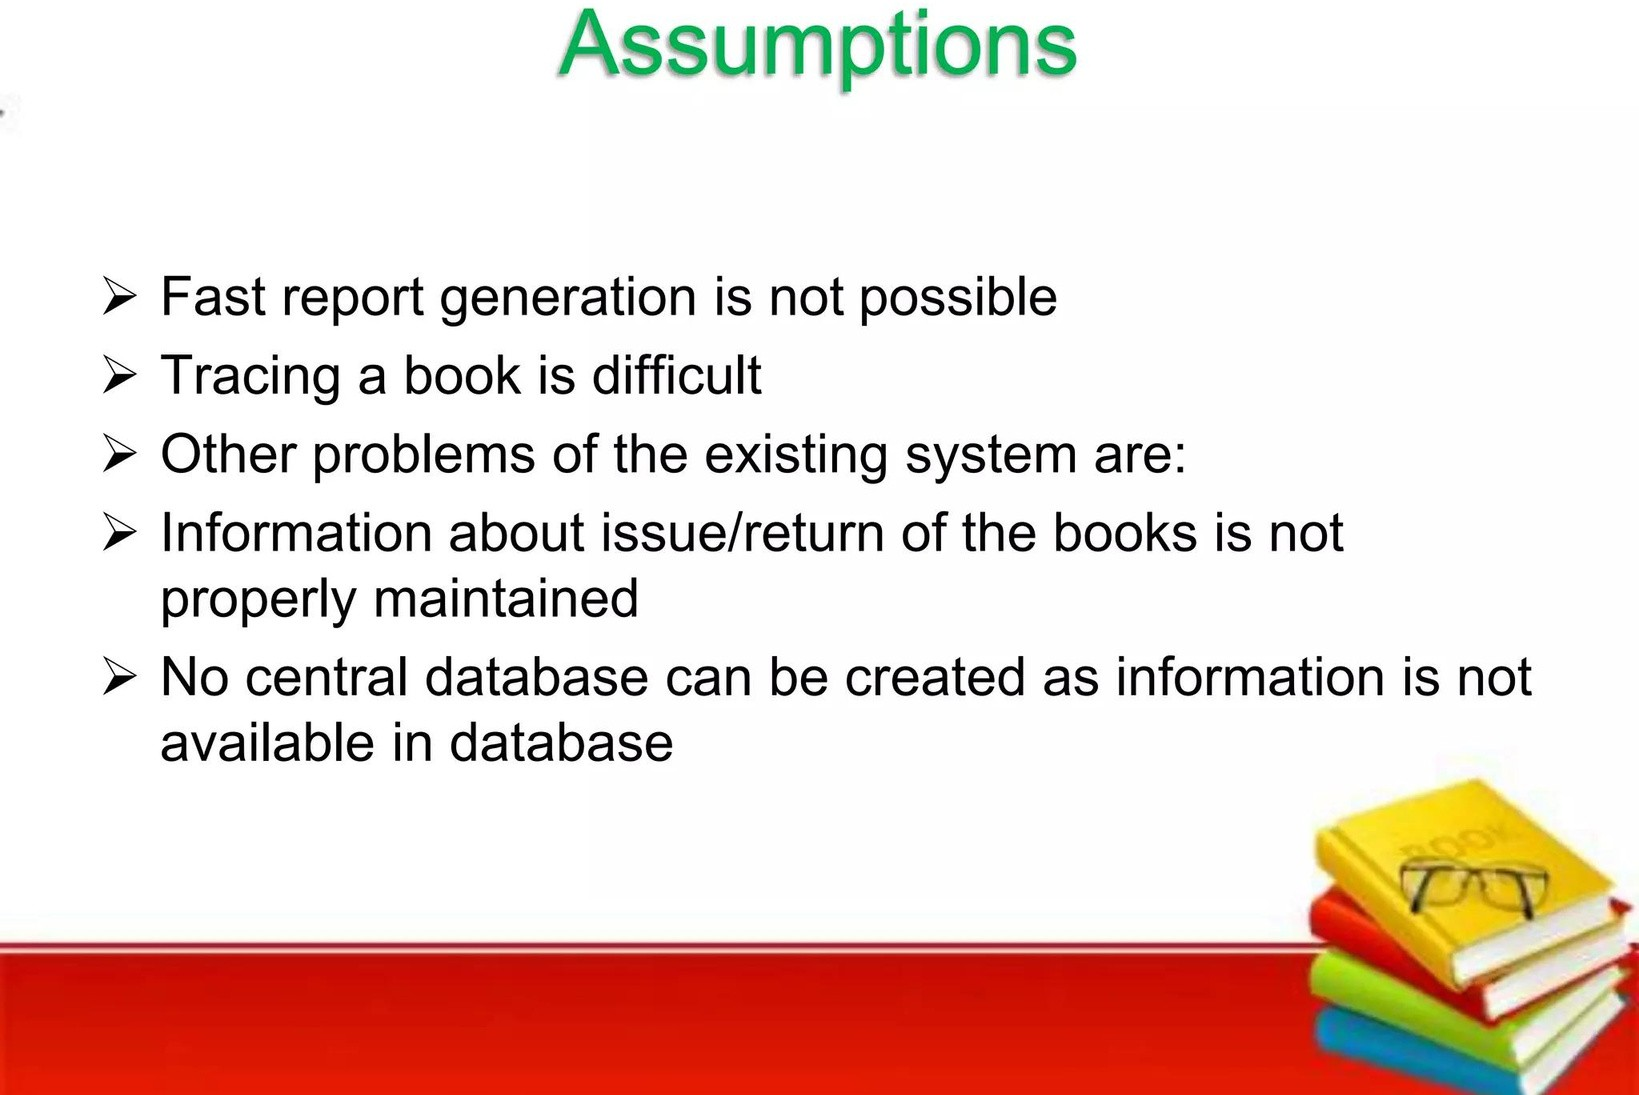 Assumptions
➢ Fast report generation is not possible
➢ Tracing a book is difficult
➢ Other problems of the existing system are:
➢ Information about issue/return of the books is not
properly maintained
➢ No central database can be created as information is not
available in database
BOOK